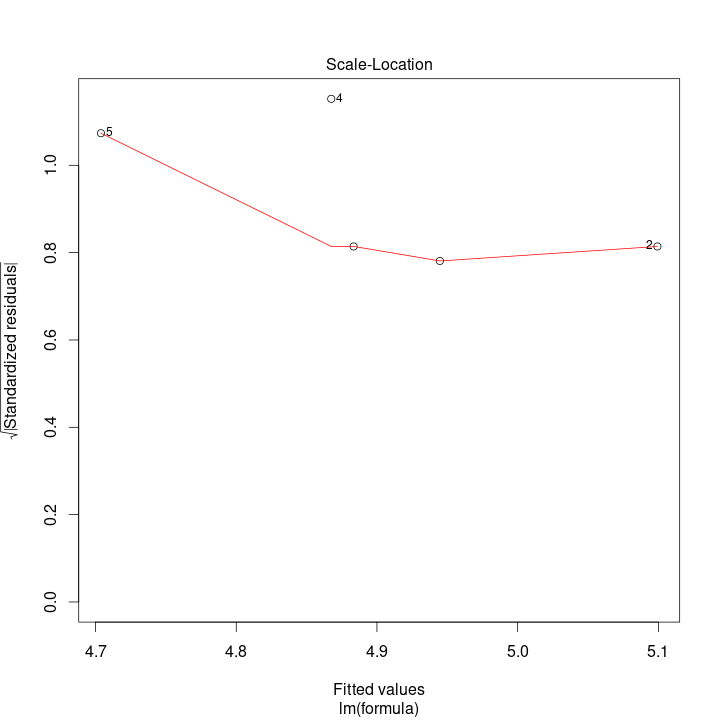 Scale-Location
√|Standardized residuals|
1.0
0.8
0.6
0.4
0.2
0.0
5
4
2
4.7 4.8 4.9 5.0 5.1
Fitted values
lm(formula)